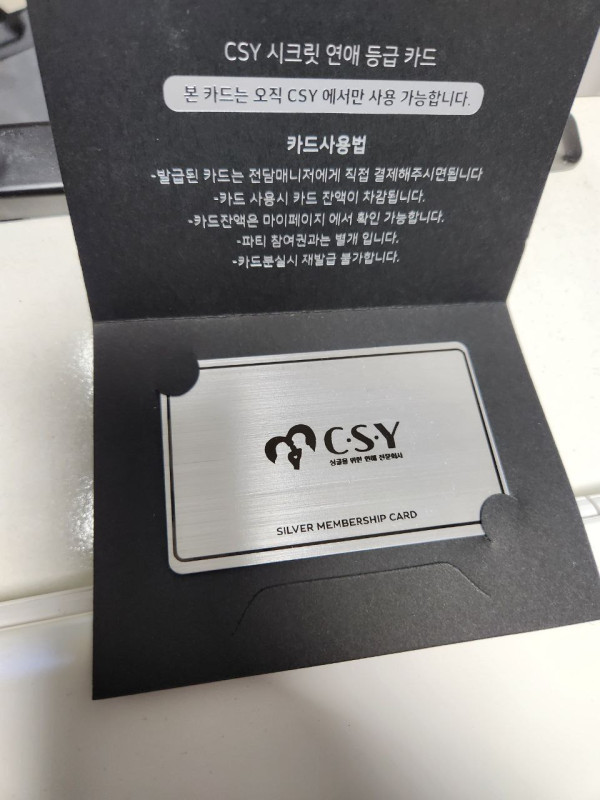 CSY 시크릿 연애 등급 카드
본 카드는 오직 CSY 에서만 사용 가능합니다.
카드사용법
-발급된 카드는 전담매니저에게 직접 결제해주시면됩니다
-카드 사용시 카드 잔액이 차감됩니다.
-카드잔액은 마이페이지 에서 확인 가능합니다.
-파티 참여권과는 별개 입니다.
-카드분실시 재발급 불가합니다.
C·S·Y
싱글을 위한 연애 전문회사
SILVER MEMBERSHIP CARD